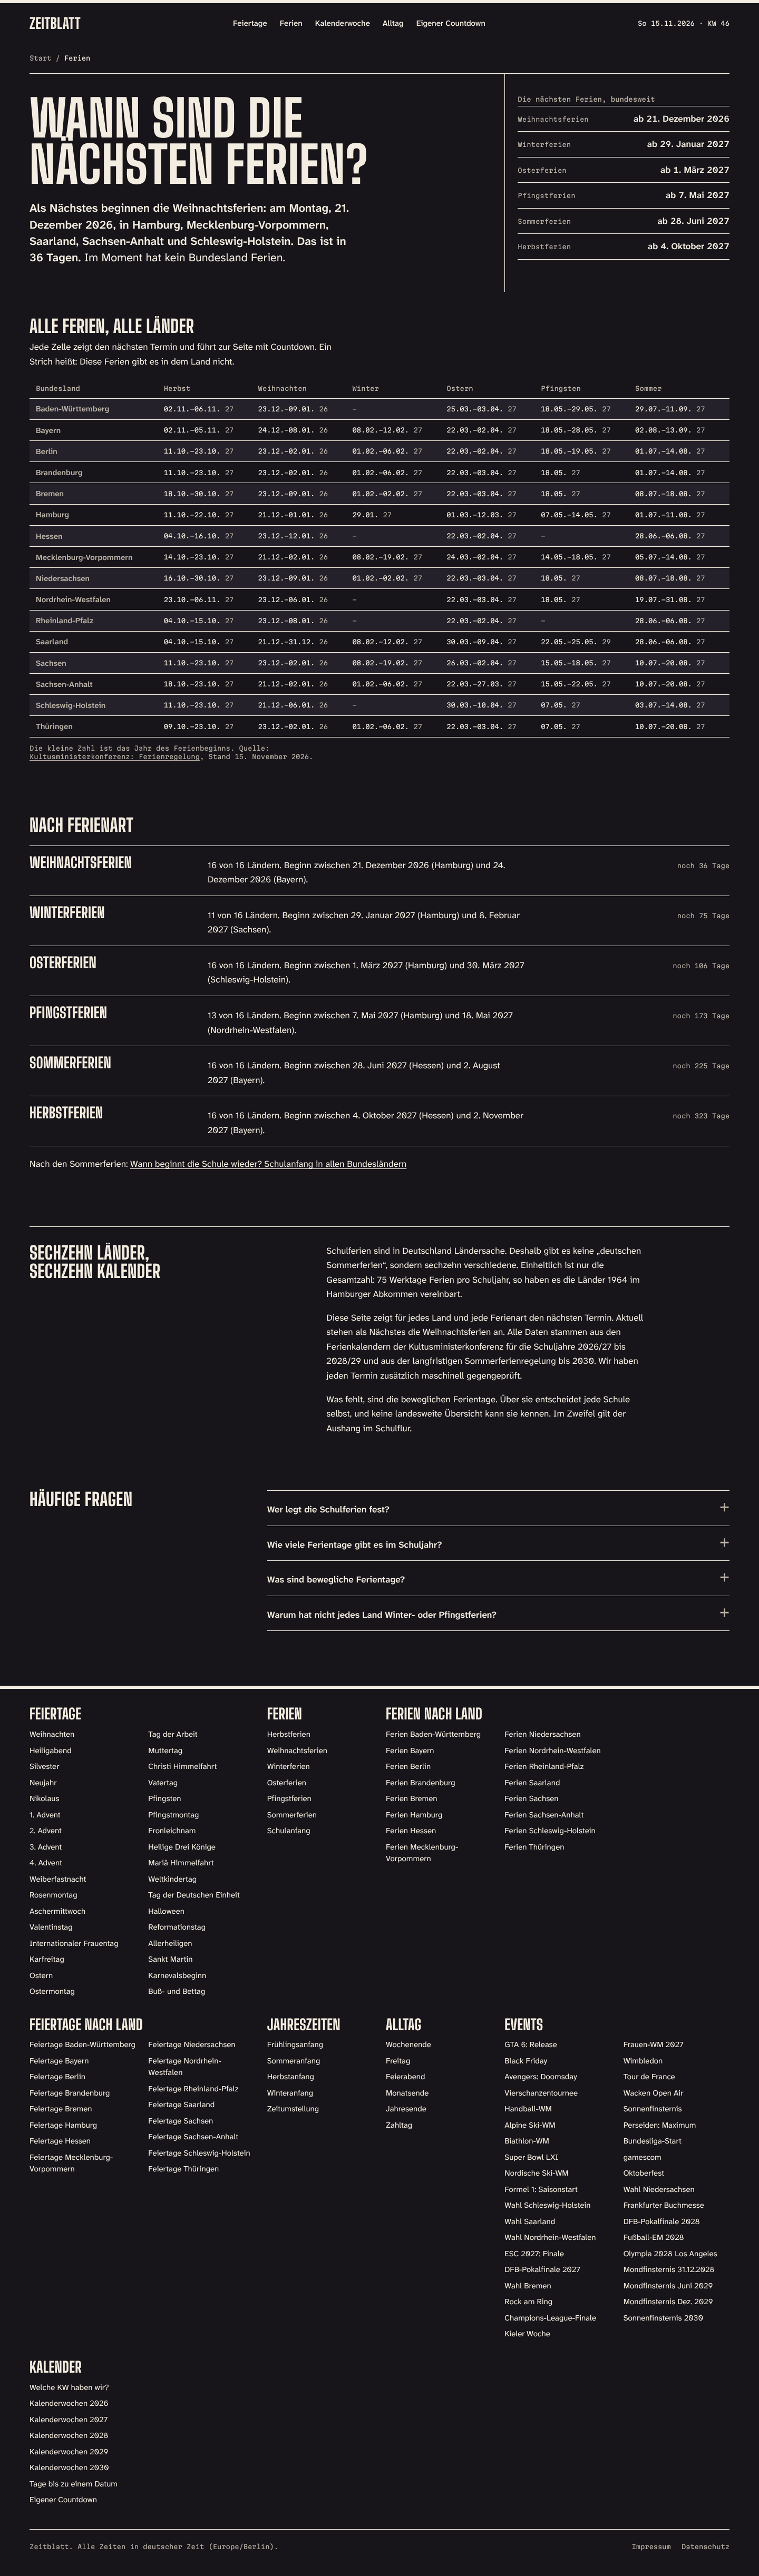 ZEITBLATT
Feiertage Ferien Kalenderwoche Alltag Eigener Countdown
So 15.11.2026 · KW 46
Start / Ferien
WANN SIND DIE
NÄCHSTEN FERIEN?
Als Nächstes beginnen die Weihnachtsferien: am Montag, 21.
Dezember 2026, in Hamburg, Mecklenburg-Vorpommern,
Saarland, Sachsen-Anhalt und Schleswig-Holstein. Das ist in
36 Tagen. Im Moment hat kein Bundesland Ferien.
Die nächsten Ferien, bundesweit
Weihnachtsferien ab 21. Dezember 2026
Winterferien ab 29. Januar 2027
Osterferien ab 1. März 2027
Pfingstferien ab 7. Mai 2027
Sommerferien ab 28. Juni 2027
Herbstferien ab 4. Oktober 2027
ALLE FERIEN, ALLE LÄNDER
Jede Zelle zeigt den nächsten Termin und führt zur Seite mit Countdown. Ein
Strich heißt: Diese Ferien gibt es in dem Land nicht.
Bundesland Herbst Weihnachten Winter Ostern Pfingsten Sommer
Baden-Württemberg 02.11.–06.11. 27 23.12.–09.01. 26 – 25.03.–03.04. 27 18.05.–29.05. 27 29.07.–11.09. 27
Bayern 02.11.–05.11. 27 24.12.–08.01. 26 08.02.–12.02. 27 22.03.–02.04. 27 18.05.–28.05. 27 02.08.–13.09. 27
Berlin 11.10.–23.10. 27 23.12.–02.01. 26 01.02.–06.02. 27 22.03.–02.04. 27 18.05.–19.05. 27 01.07.–14.08. 27
Brandenburg 11.10.–23.10. 27 23.12.–02.01. 26 01.02.–06.02. 27 22.03.–03.04. 27 18.05. 27 01.07.–14.08. 27
Bremen 18.10.–30.10. 27 23.12.–09.01. 26 01.02.–02.02. 27 22.03.–03.04. 27 18.05. 27 08.07.–18.08. 27
Hamburg 11.10.–22.10. 27 21.12.–01.01. 26 29.01. 27 01.03.–12.03. 27 07.05.–14.05. 27 01.07.–11.08. 27
Hessen 04.10.–16.10. 27 23.12.–12.01. 26 – 22.03.–02.04. 27 – 28.06.–06.08. 27
Mecklenburg-Vorpommern 14.10.–23.10. 27 21.12.–02.01. 26 08.02.–19.02. 27 24.03.–02.04. 27 14.05.–18.05. 27 05.07.–14.08. 27
Niedersachsen 16.10.–30.10. 27 23.12.–09.01. 26 01.02.–02.02. 27 22.03.–03.04. 27 18.05. 27 08.07.–18.08. 27
Nordrhein-Westfalen 23.10.–06.11. 27 23.12.–06.01. 26 – 22.03.–03.04. 27 18.05. 27 19.07.–31.08. 27
Rheinland-Pfalz 04.10.–15.10. 27 23.12.–08.01. 26 – 22.03.–02.04. 27 – 28.06.–06.08. 27
Saarland 04.10.–15.10. 27 21.12.–31.12. 26 08.02.–12.02. 27 30.03.–09.04. 27 22.05.–25.05. 29 28.06.–06.08. 27
Sachsen 11.10.–23.10. 27 23.12.–02.01. 26 08.02.–19.02. 27 26.03.–02.04. 27 15.05.–18.05. 27 10.07.–20.08. 27
Sachsen-Anhalt 18.10.–23.10. 27 21.12.–02.01. 26 01.02.–06.02. 27 22.03.–27.03. 27 15.05.–22.05. 27 10.07.–20.08. 27
Schleswig-Holstein 11.10.–23.10. 27 21.12.–06.01. 26 – 30.03.–10.04. 27 07.05. 27 03.07.–14.08. 27
Thüringen 09.10.–23.10. 27 23.12.–02.01. 26 01.02.–06.02. 27 22.03.–03.04. 27 07.05. 27 10.07.–20.08. 27
Die kleine Zahl ist das Jahr des Ferienbeginns. Quelle:
Kultusministerkonferenz: Ferienregelung, Stand 15. November 2026.
NACH FERIENART
WEIHNACHTSFERIEN
16 von 16 Ländern. Beginn zwischen 21. Dezember 2026 (Hamburg) und 24.
Dezember 2026 (Bayern).
noch 36 Tage
WINTERFERIEN
11 von 16 Ländern. Beginn zwischen 29. Januar 2027 (Hamburg) und 8. Februar
2027 (Sachsen).
noch 75 Tage
OSTERFERIEN
16 von 16 Ländern. Beginn zwischen 1. März 2027 (Hamburg) und 30. März 2027
(Schleswig-Holstein).
noch 106 Tage
PFINGSTFERIEN
13 von 16 Ländern. Beginn zwischen 7. Mai 2027 (Hamburg) und 18. Mai 2027
(Nordrhein-Westfalen).
noch 173 Tage
SOMMERFERIEN
16 von 16 Ländern. Beginn zwischen 28. Juni 2027 (Hessen) und 2. August
2027 (Bayern).
noch 225 Tage
HERBSTFERIEN
16 von 16 Ländern. Beginn zwischen 4. Oktober 2027 (Hessen) und 2. November
2027 (Bayern).
noch 323 Tage
Nach den Sommerferien: Wann beginnt die Schule wieder? Schulanfang in allen Bundesländern
SECHZEHN LÄNDER,
SECHZEHN KALENDER
Schulferien sind in Deutschland Ländersache. Deshalb gibt es keine „deutschen
Sommerferien“, sondern sechzehn verschiedene. Einheitlich ist nur die
Gesamtzahl: 75 Werktage Ferien pro Schuljahr, so haben es die Länder 1964 im
Hamburger Abkommen vereinbart.
Diese Seite zeigt für jedes Land und jede Ferienart den nächsten Termin. Aktuell
stehen als Nächstes die Weihnachtsferien an. Alle Daten stammen aus den
Ferienkalendern der Kultusministerkonferenz für die Schuljahre 2026/27 bis
2028/29 und aus der langfristigen Sommerferienregelung bis 2030. Wir haben
jeden Termin zusätzlich maschinell gegengeprüft.
Was fehlt, sind die beweglichen Ferientage. Über sie entscheidet jede Schule
selbst, und keine landesweite Übersicht kann sie kennen. Im Zweifel gilt der
Aushang im Schulflur.
HÄUFIGE FRAGEN
Wer legt die Schulferien fest? +
Wie viele Ferientage gibt es im Schuljahr? +
Was sind bewegliche Ferientage? +
Warum hat nicht jedes Land Winter- oder Pfingstferien? +
FEIERTAGE
Weihnachten
Heiligabend
Silvester
Neujahr
Nikolaus
1. Advent
2. Advent
3. Advent
4. Advent
Weiberfastnacht
Rosenmontag
Aschermittwoch
Valentinstag
Internationaler Frauentag
Karfreitag
Ostern
Ostermontag
Tag der Arbeit
Muttertag
Christi Himmelfahrt
Vatertag
Pfingsten
Pfingstmontag
Fronleichnam
Heilige Drei Könige
Mariä Himmelfahrt
Weltkindertag
Tag der Deutschen Einheit
Halloween
Reformationstag
Allerheiligen
Sankt Martin
Karnevalsbeginn
Buß- und Bettag
FERIEN
Herbstferien
Weihnachtsferien
Winterferien
Osterferien
Pfingstferien
Sommerferien
Schulanfang
FERIEN NACH LAND
Ferien Baden-Württemberg
Ferien Bayern
Ferien Berlin
Ferien Brandenburg
Ferien Bremen
Ferien Hamburg
Ferien Hessen
Ferien Mecklenburg-
Vorpommern
Ferien Niedersachsen
Ferien Nordrhein-Westfalen
Ferien Rheinland-Pfalz
Ferien Saarland
Ferien Sachsen
Ferien Sachsen-Anhalt
Ferien Schleswig-Holstein
Ferien Thüringen
FEIERTAGE NACH LAND
Feiertage Baden-Württemberg
Feiertage Bayern
Feiertage Berlin
Feiertage Brandenburg
Feiertage Bremen
Feiertage Hamburg
Feiertage Hessen
Feiertage Mecklenburg-
Vorpommern
Feiertage Niedersachsen
Feiertage Nordrhein-
Westfalen
Feiertage Rheinland-Pfalz
Feiertage Saarland
Feiertage Sachsen
Feiertage Sachsen-Anhalt
Feiertage Schleswig-Holstein
Feiertage Thüringen
JAHRESZEITEN
Frühlingsanfang
Sommeranfang
Herbstanfang
Winteranfang
Zeitumstellung
ALLTAG
Wochenende
Freitag
Feierabend
Monatsende
Jahresende
Zahltag
EVENTS
GTA 6: Release
Black Friday
Avengers: Doomsday
Vierschanzentournee
Handball-WM
Alpine Ski-WM
Biathlon-WM
Super Bowl LXI
Nordische Ski-WM
Formel 1: Saisonstart
Wahl Schleswig-Holstein
Wahl Saarland
Wahl Nordrhein-Westfalen
ESC 2027: Finale
DFB-Pokalfinale 2027
Wahl Bremen
Rock am Ring
Champions-League-Finale
Kieler Woche
Frauen-WM 2027
Wimbledon
Tour de France
Wacken Open Air
Sonnenfinsternis
Perseiden: Maximum
Bundesliga-Start
gamescom
Oktoberfest
Wahl Niedersachsen
Frankfurter Buchmesse
DFB-Pokalfinale 2028
Fußball-EM 2028
Olympia 2028 Los Angeles
Mondfinsternis 31.12.2028
Mondfinsternis Juni 2029
Mondfinsternis Dez. 2029
Sonnenfinsternis 2030
KALENDER
Welche KW haben wir?
Kalenderwochen 2026
Kalenderwochen 2027
Kalenderwochen 2028
Kalenderwochen 2029
Kalenderwochen 2030
Tage bis zu einem Datum
Eigener Countdown
Zeitblatt. Alle Zeiten in deutscher Zeit (Europe/Berlin).
Impressum Datenschutz